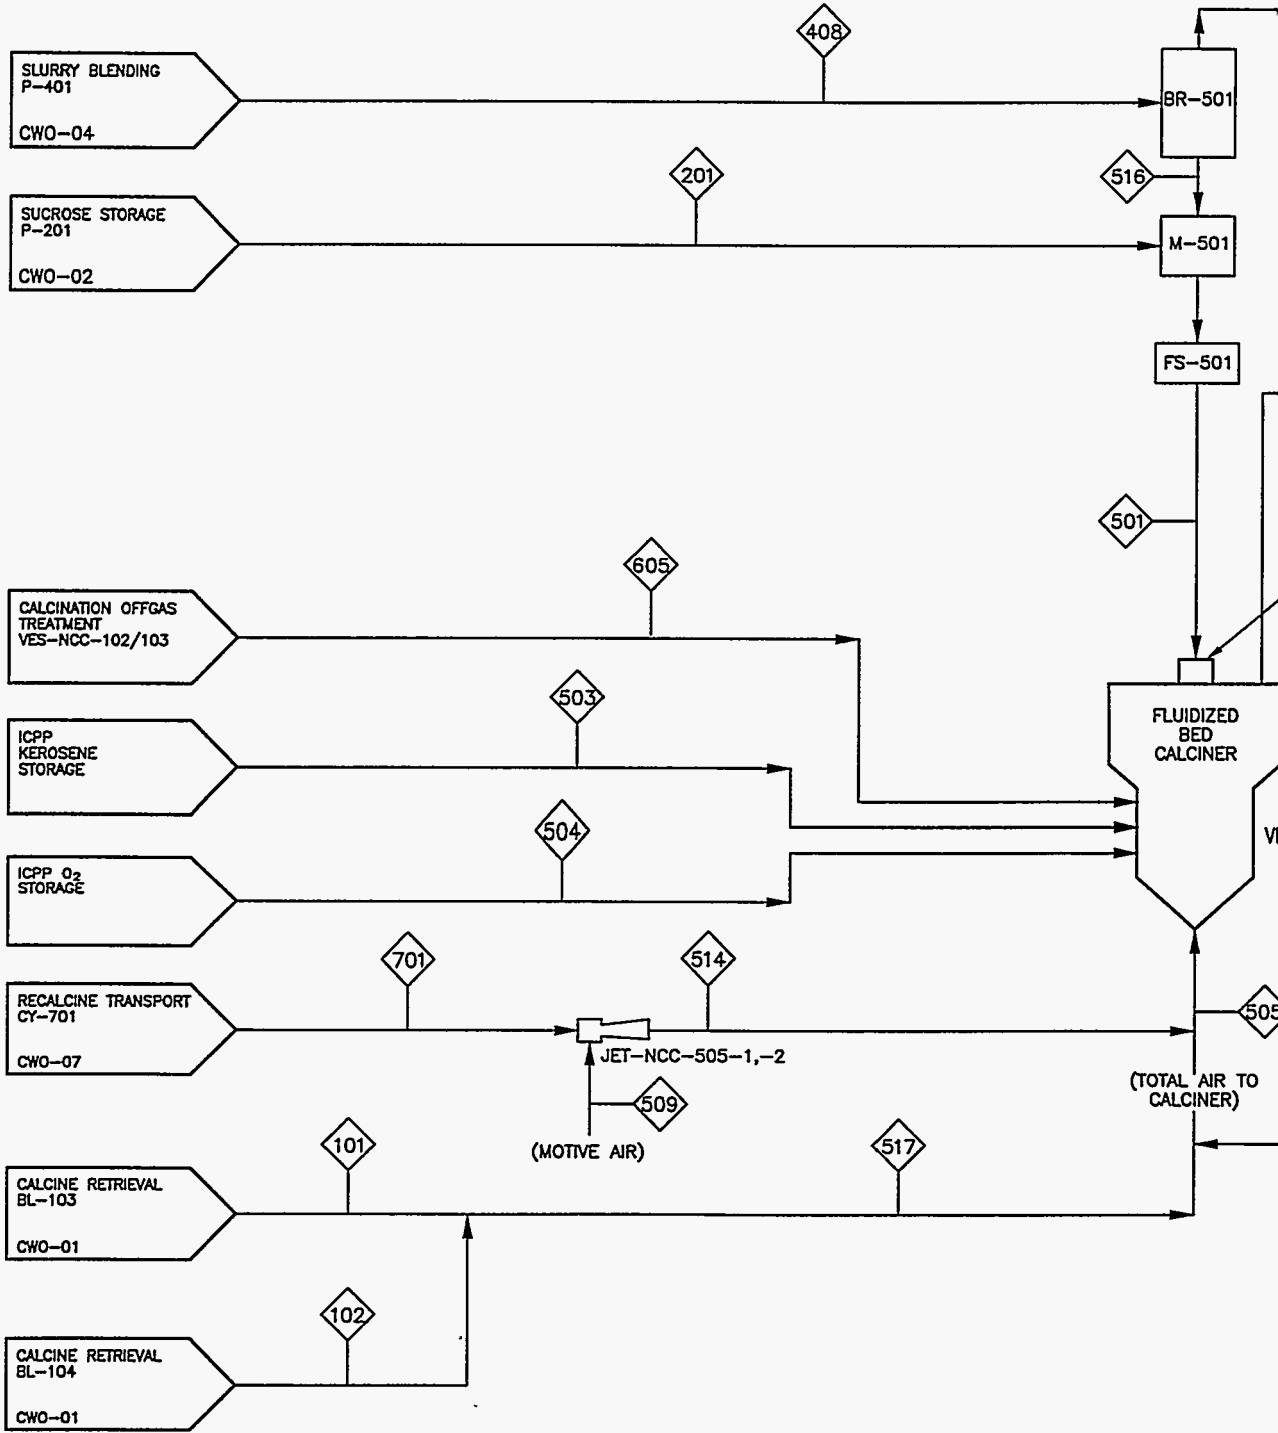 408
SLURRY BLENDING
P-401
CWO-04
BR-501
201
516
SUCROSE STORAGE
P-201
CWO-02
M-501
FS-501
501
605
CALCINATION OFFGAS
TREATMENT
VES-NCC-102/103
503
ICPP
KEROSENE
STORAGE
FLUIDIZED
BED
CALCINER
504
ICPP O2
STORAGE
701
514
RECALCINE TRANSPORT
CY-701
CWO-07
505
JET-NCC-505-1,-2
(TOTAL AIR TO
CALCINER)
509
(MOTIVE AIR)
101
517
CALCINE RETRIEVAL
BL-103
CWO-01
102
CALCINE RETRIEVAL
BL-104
CWO-01